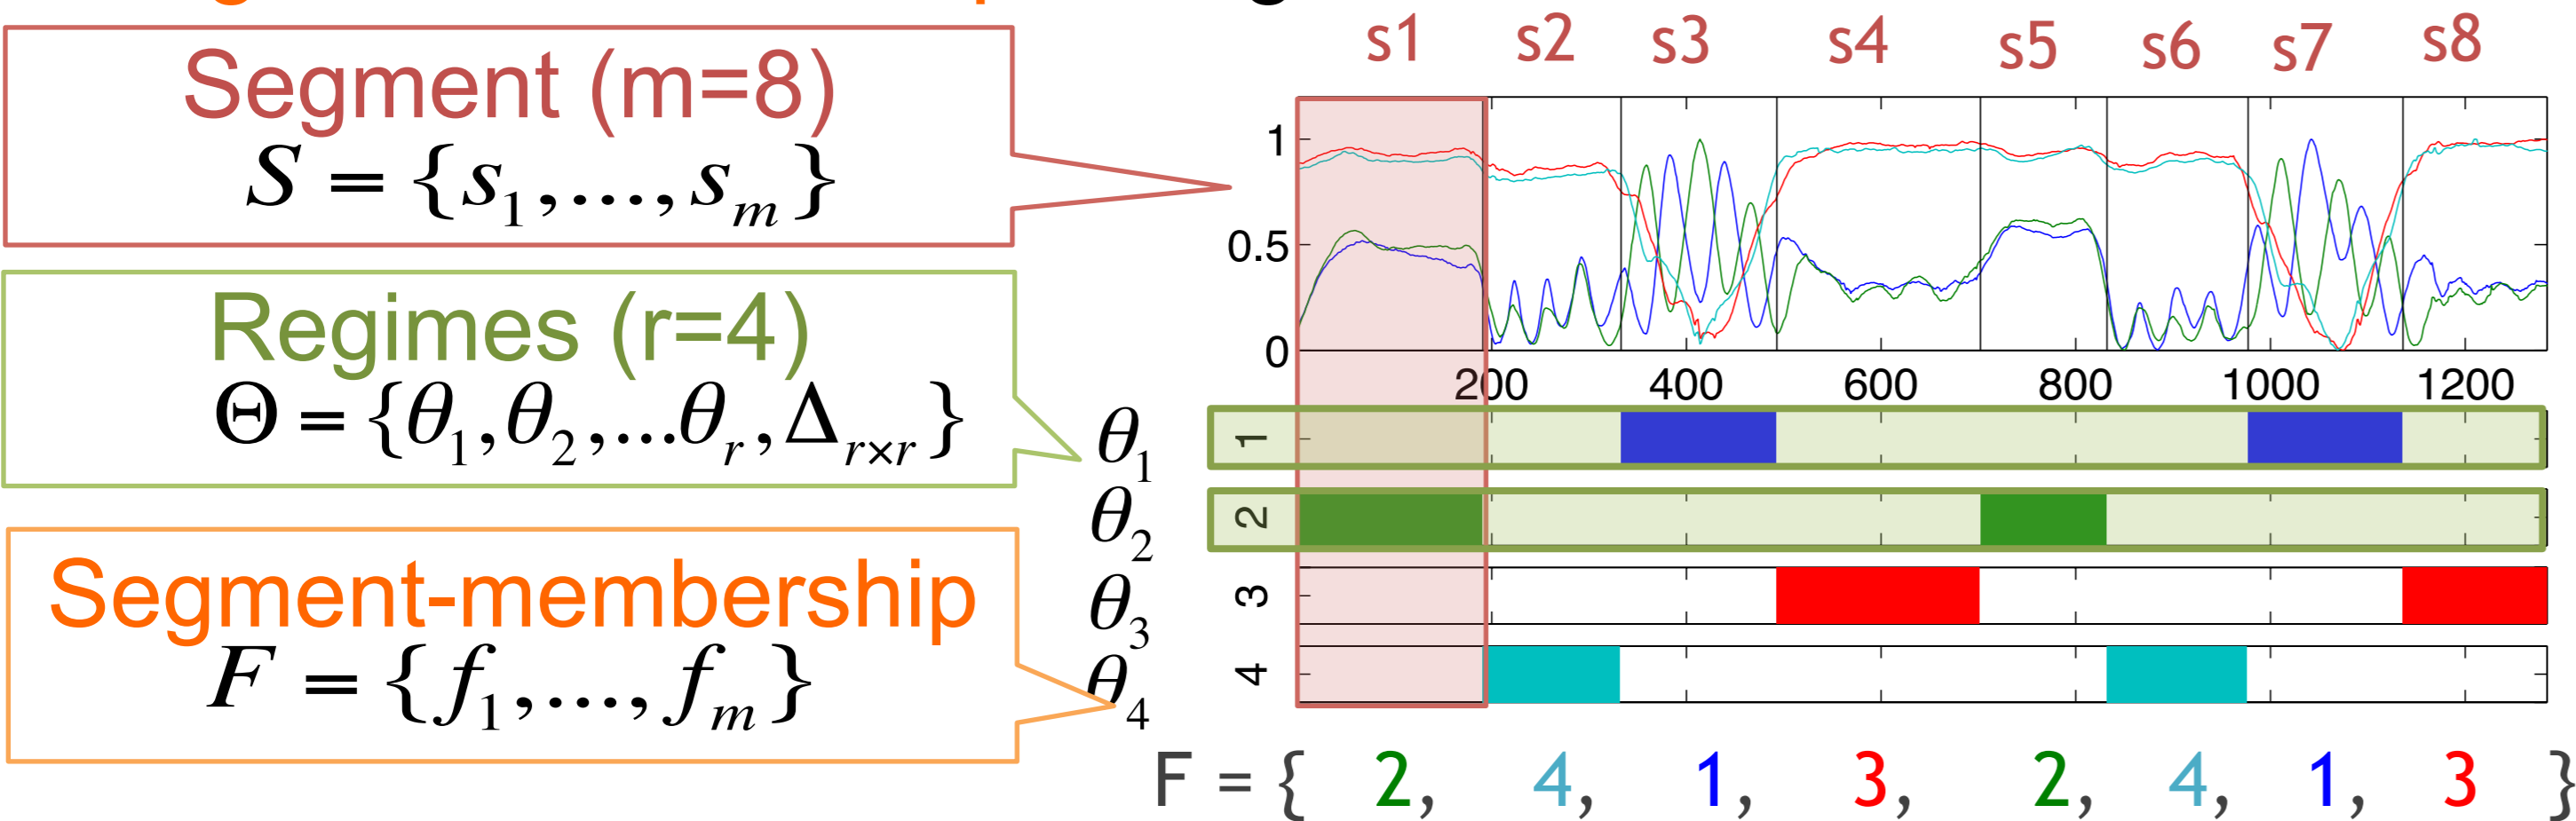 Segment (m=8)
S = {s₁,...,sₘ}
Regimes (r=4)
Θ = {θ₁,θ₂,...θᵣ,Δᵣₓᵣ}
Segment-membership
F = {f₁,..., fₘ}
s1 s2 s3 s4 s5 s6 s7 s8
1
0.5
0
200 400 600 800 1000 1200
θ₁ 1
θ₂ 2
θ₃ 3
θ₄ 4
F = { 2, 4, 1, 3, 2, 4, 1, 3 }